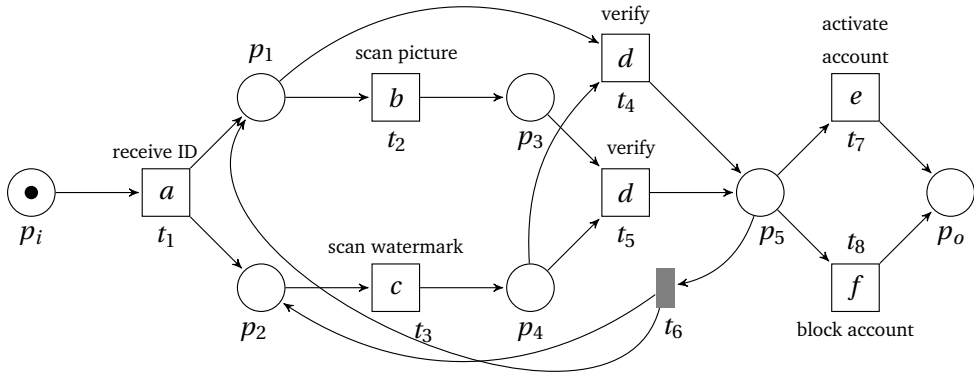 verify
activate
account
p1
scan picture
d
t4
b
e
t2
p3
t7
receive ID
verify
a
d
pi
t1
t5
p5
po
t8
scan watermark
c
f
p2
t3
p4
t6
block account